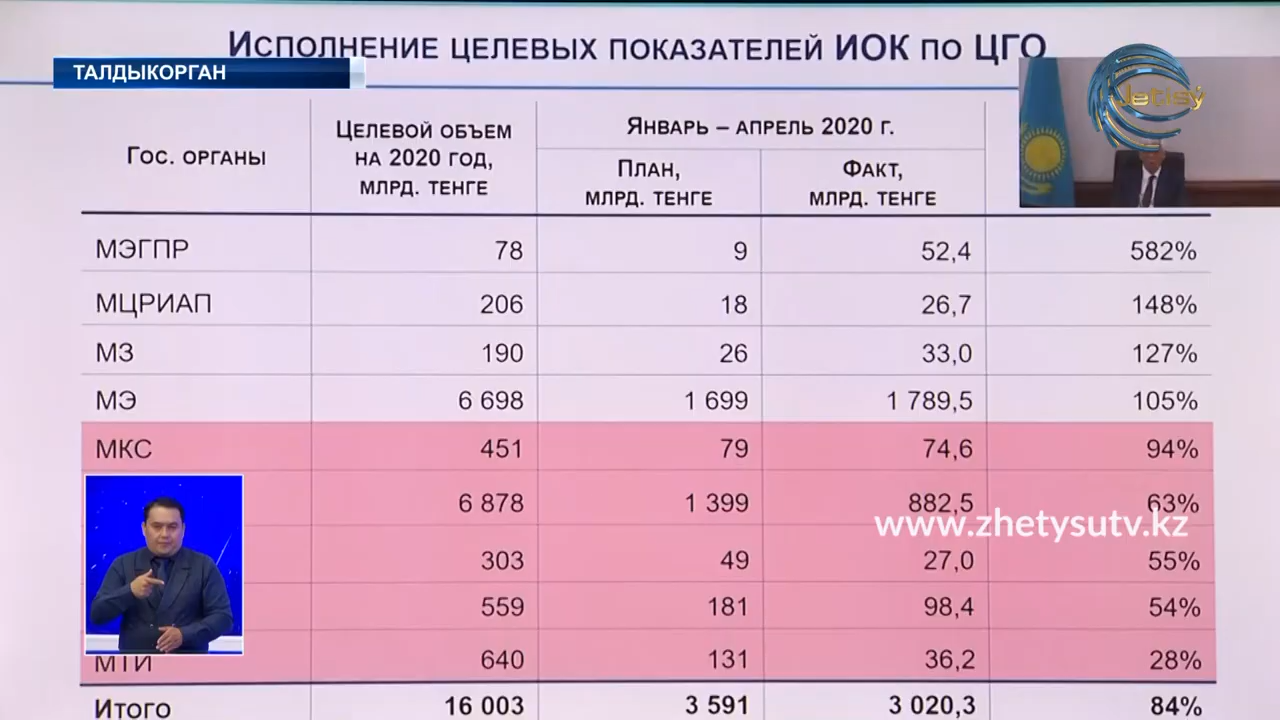 Исполнение целевых показателей ИОК по ЦГО
ТАЛДЫКОРГАН
Jetisý
Гос. органы
Целевой объем
на 2020 год,
млрд. тенге
Январь – апрель 2020 г.
План,
млрд. тенге
Факт,
млрд. тенге
МЭГПР 78 9 52,4 582%
МЦРИАП 206 18 26,7 148%
МЗ 190 26 33,0 127%
МЭ 6 698 1 699 1 789,5 105%
МКС 451 79 74,6 94%
6 878 1 399 882,5 63%
www.zhetysutv.kz
303 49 27,0 55%
559 181 98,4 54%
МТИ 640 131 36,2 28%
Итого 16 003 3 591 3 020,3 84%